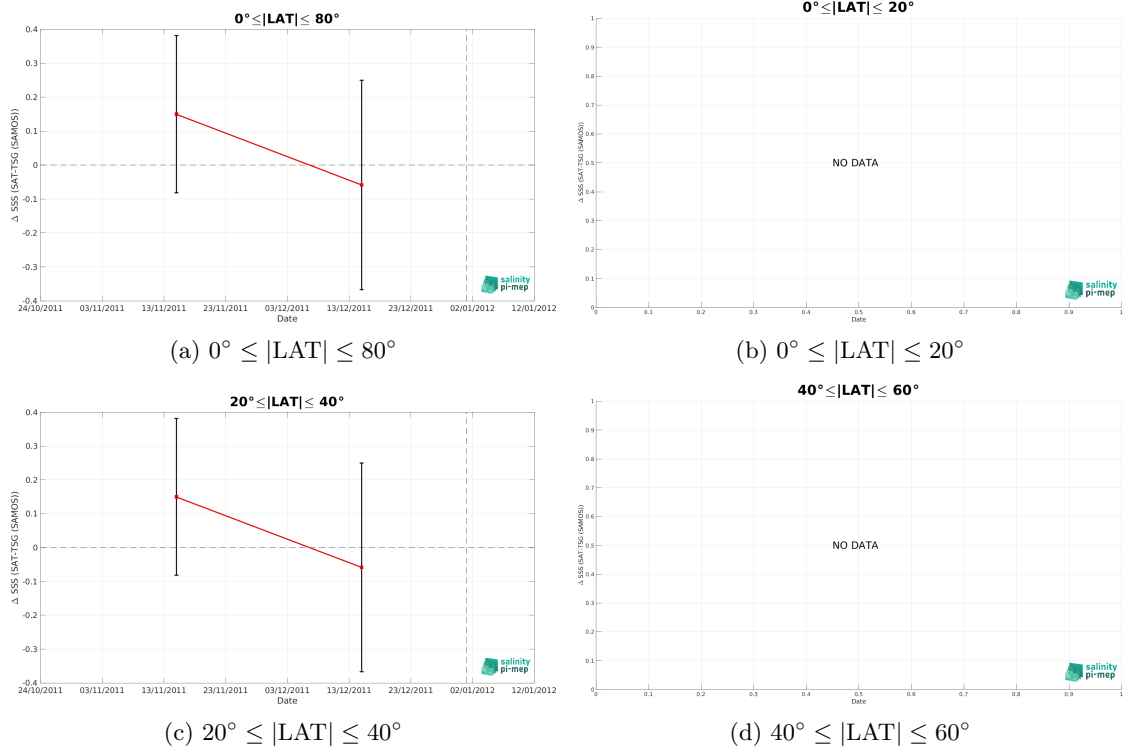 0°≤|LAT|≤ 80°
0.4
0.3
0.2
0.1
0
-0.1
-0.2
-0.3
-0.4
Δ SSS (SAT-TSG (SAMOS))
24/10/2011 03/11/2011 13/11/2011 23/11/2011 03/12/2011 13/12/2011 23/12/2011 02/01/2012 12/01/2012
Date
salinity
pi-mep
(a) 0° ≤ |LAT| ≤ 80°
0°≤|LAT|≤ 20°
1
0.9
0.8
0.7
0.6
0.5
0.4
0.3
0.2
0.1
0
Δ SSS (SAT-TSG (SAMOS))
NO DATA
0 0.1 0.2 0.3 0.4 0.5 0.6 0.7 0.8 0.9 1
Date
salinity
pi-mep
(b) 0° ≤ |LAT| ≤ 20°
20°≤|LAT|≤ 40°
0.4
0.3
0.2
0.1
0
-0.1
-0.2
-0.3
-0.4
Δ SSS (SAT-TSG (SAMOS))
24/10/2011 03/11/2011 13/11/2011 23/11/2011 03/12/2011 13/12/2011 23/12/2011 02/01/2012 12/01/2012
Date
salinity
pi-mep
(c) 20° ≤ |LAT| ≤ 40°
40°≤|LAT|≤ 60°
1
0.9
0.8
0.7
0.6
0.5
0.4
0.3
0.2
0.1
0
Δ SSS (SAT-TSG (SAMOS))
NO DATA
0 0.1 0.2 0.3 0.4 0.5 0.6 0.7 0.8 0.9 1
Date
salinity
pi-mep
(d) 40° ≤ |LAT| ≤ 60°